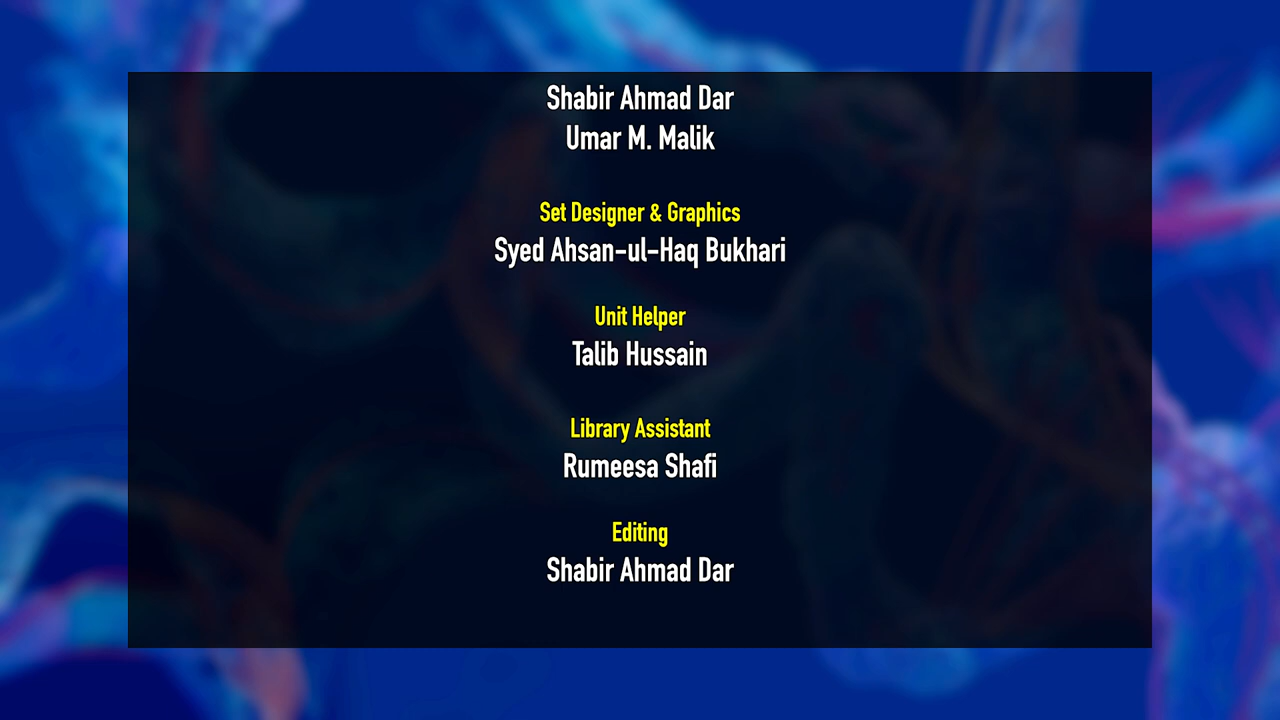 Shabir Ahmad Dar
Umar M. Malik
Set Designer & Graphics
Syed Ahsan-ul-Haq Bukhari
Unit Helper
Talib Hussain
Library Assistant
Rumeesa Shafi
Editing
Shabir Ahmad Dar